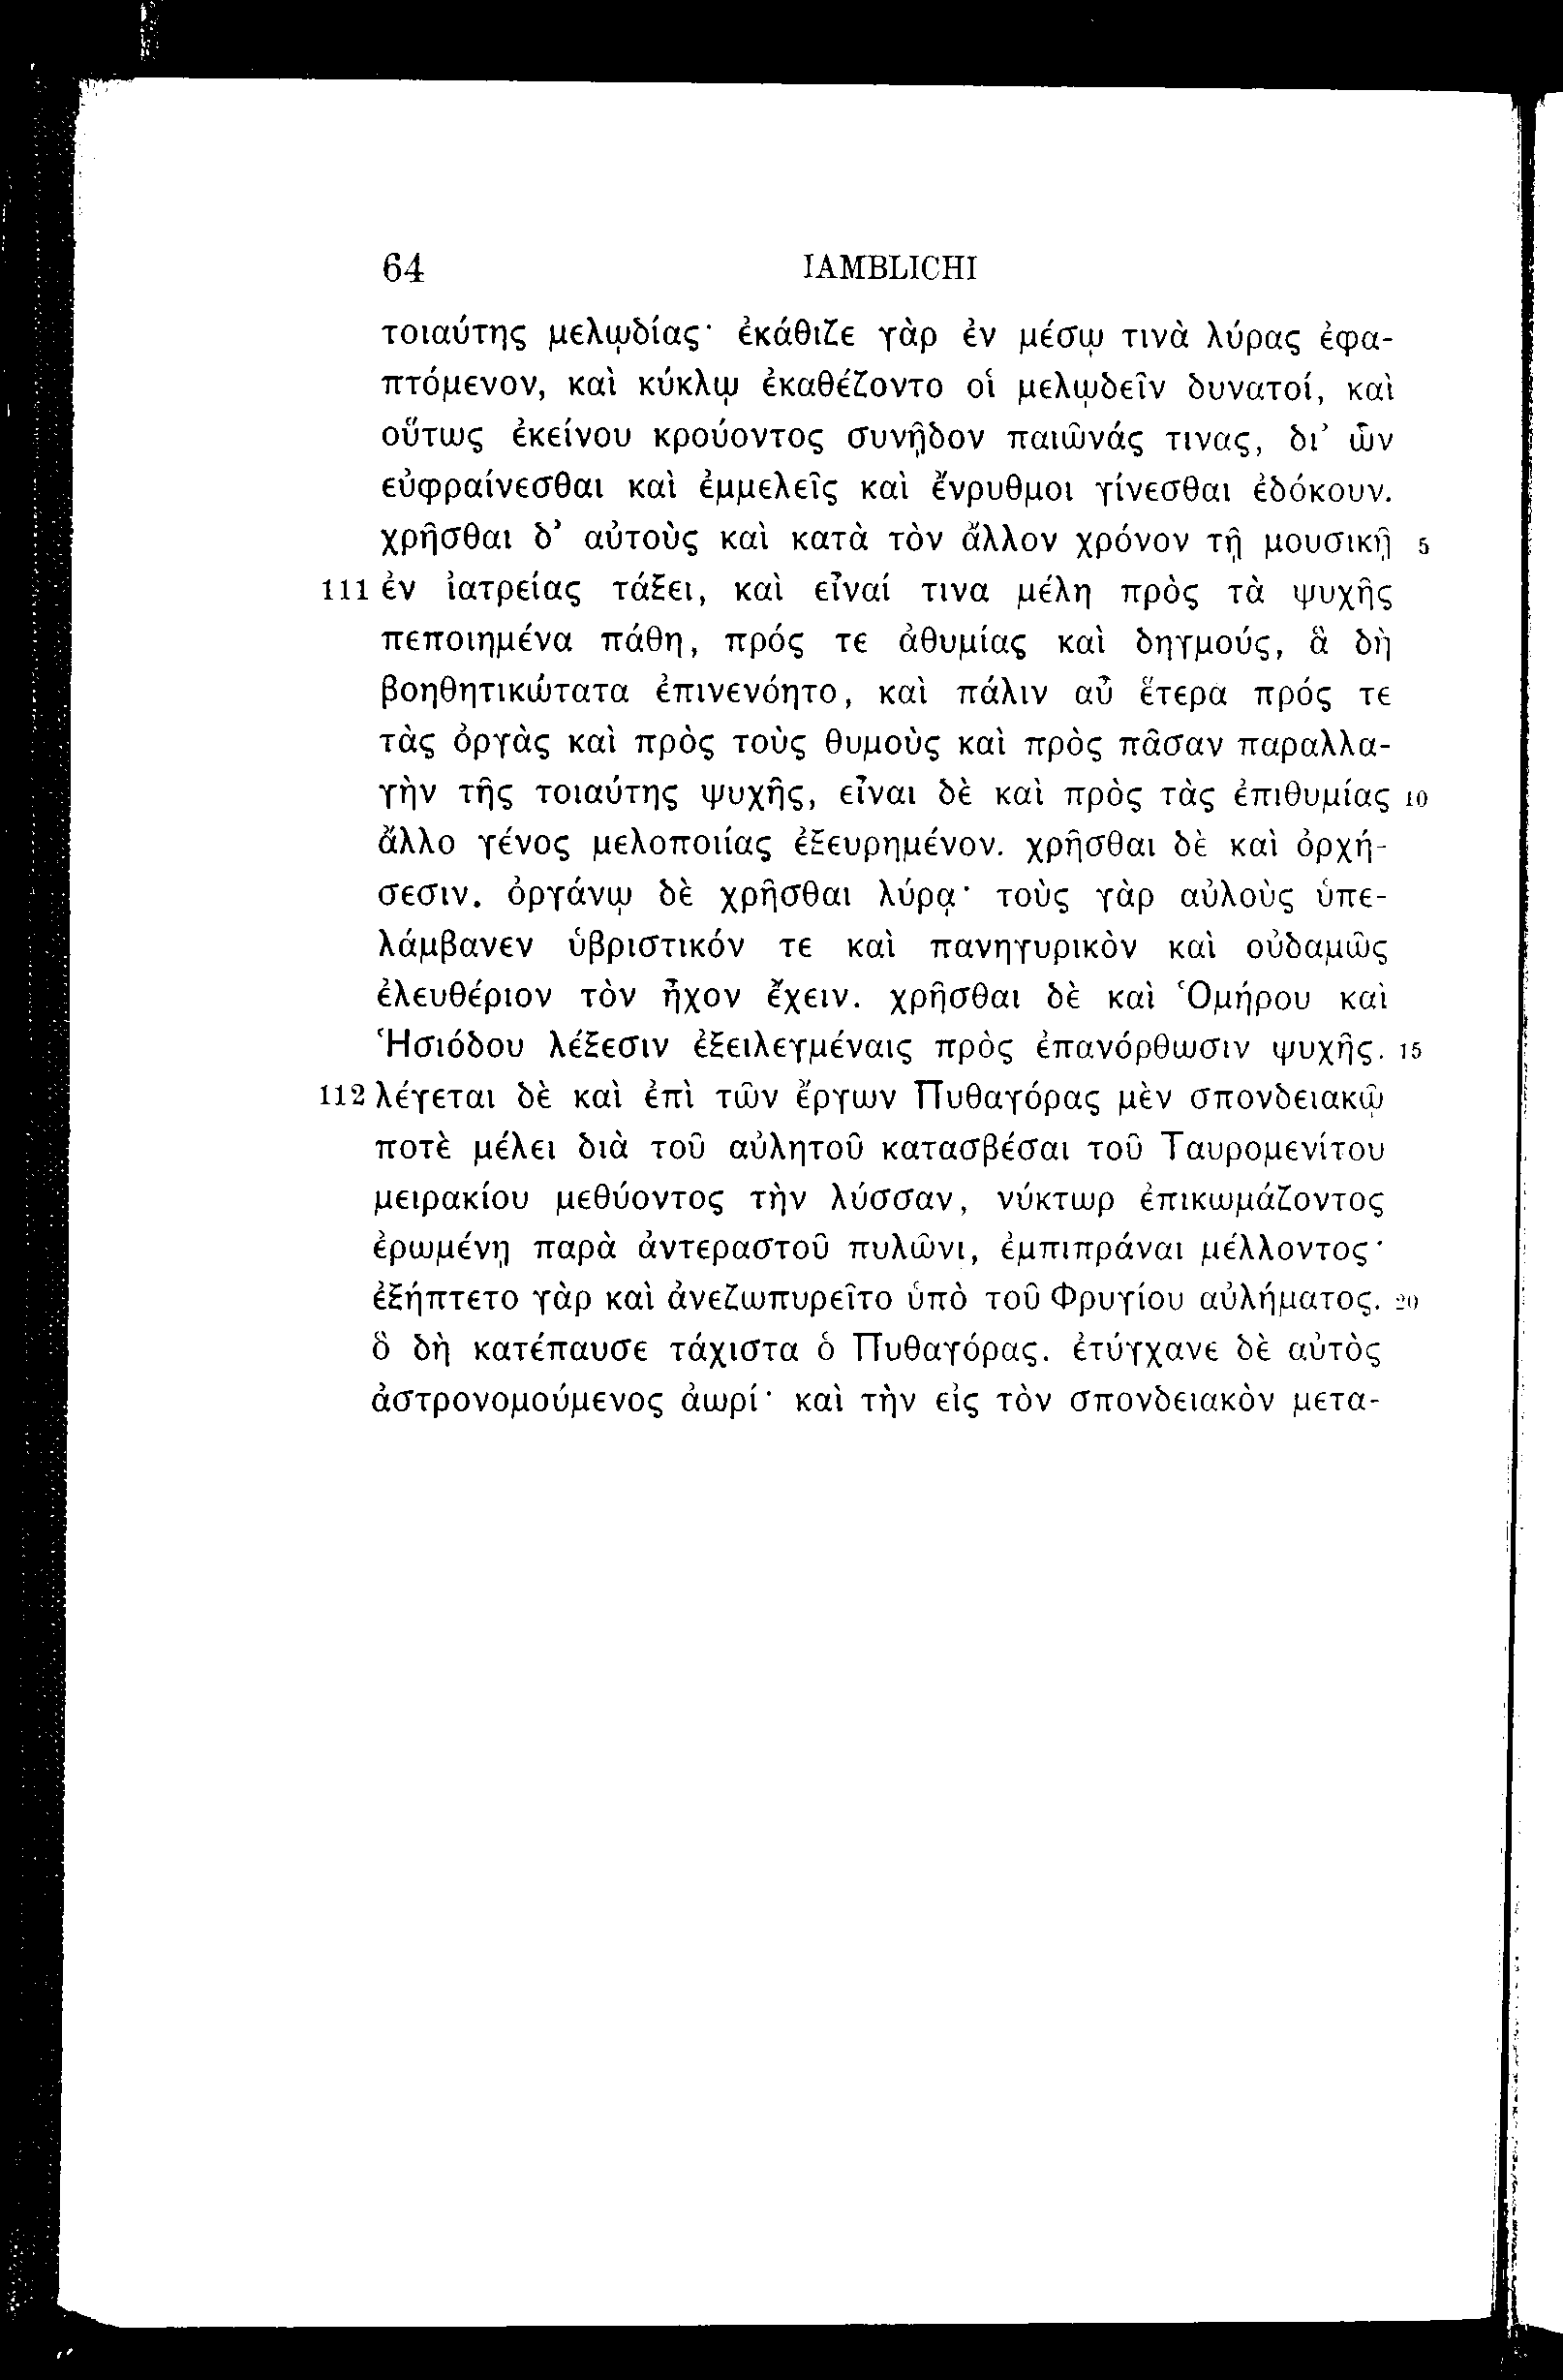 64 IAMBLICHI
τοιαύτης μελῳδίας· ἐκάθιζε γὰρ ἐν μέσῳ τινὰ λύρας ἐφα-
πτόμενον, καὶ κύκλῳ ἐκαθέζοντο οἱ μελῳδεῖν δυνατοί, καὶ
οὕτως ἐκείνου κρούοντος συνῇδον παιῶνάς τινας, δι’ ὧν
εὐφραίνεσθαι καὶ ἐμμελεῖς καὶ ἔνρυθμοι γίνεσθαι ἐδόκουν.
χρῆσθαι δ’ αὐτοὺς καὶ κατὰ τὸν ἄλλον χρόνον τῇ μουσικῇ 5
111 ἐν ἰατρείας τάξει, καὶ εἶναί τινα μέλη πρὸς τὰ ψυχῆς
πεποιημένα πάθη, πρός τε ἀθυμίας καὶ δηγμούς, ἃ δὴ
βοηθητικώτατα ἐπινενόητο, καὶ πάλιν αὖ ἕτερα πρός τε
τὰς ὀργὰς καὶ πρὸς τοὺς θυμοὺς καὶ πρὸς πᾶσαν παραλλα-
γὴν τῆς τοιαύτης ψυχῆς, εἶναι δὲ καὶ πρὸς τὰς ἐπιθυμίας 10
ἄλλο γένος μελοποιίας ἐξευρημένον. χρῆσθαι δὲ καὶ ὀρχή-
σεσιν. ὀργάνῳ δὲ χρῆσθαι λύρᾳ· τοὺς γὰρ αὐλοὺς ὑπε-
λάμβανεν ὑβριστικόν τε καὶ πανηγυρικὸν καὶ οὐδαμῶς
ἐλευθέριον τὸν ἦχον ἔχειν. χρῆσθαι δὲ καὶ Ὁμήρου καὶ
Ἡσιόδου λέξεσιν ἐξειλεγμέναις πρὸς ἐπανόρθωσιν ψυχῆς. 15
112 λέγεται δὲ καὶ ἐπὶ τῶν ἔργων Πυθαγόρας μὲν σπονδειακῷ
ποτὲ μέλει διὰ τοῦ αὐλητοῦ κατασβέσαι τοῦ Ταυρομενίτου
μειρακίου μεθύοντος τὴν λύσσαν, νύκτωρ ἐπικωμάζοντος
ἐρωμένῃ παρὰ ἀντεραστοῦ πυλῶνι, ἐμπιπράναι μέλλοντος·
ἐξήπτετο γὰρ καὶ ἀνεζωπυρεῖτο ὑπὸ τοῦ Φρυγίου αὐλήματος. 20
ὃ δὴ κατέπαυσε τάχιστα ὁ Πυθαγόρας. ἐτύγχανε δὲ αὐτὸς
ἀστρονομούμενος ἀωρί· καὶ τὴν εἰς τὸν σπονδειακὸν μετα-